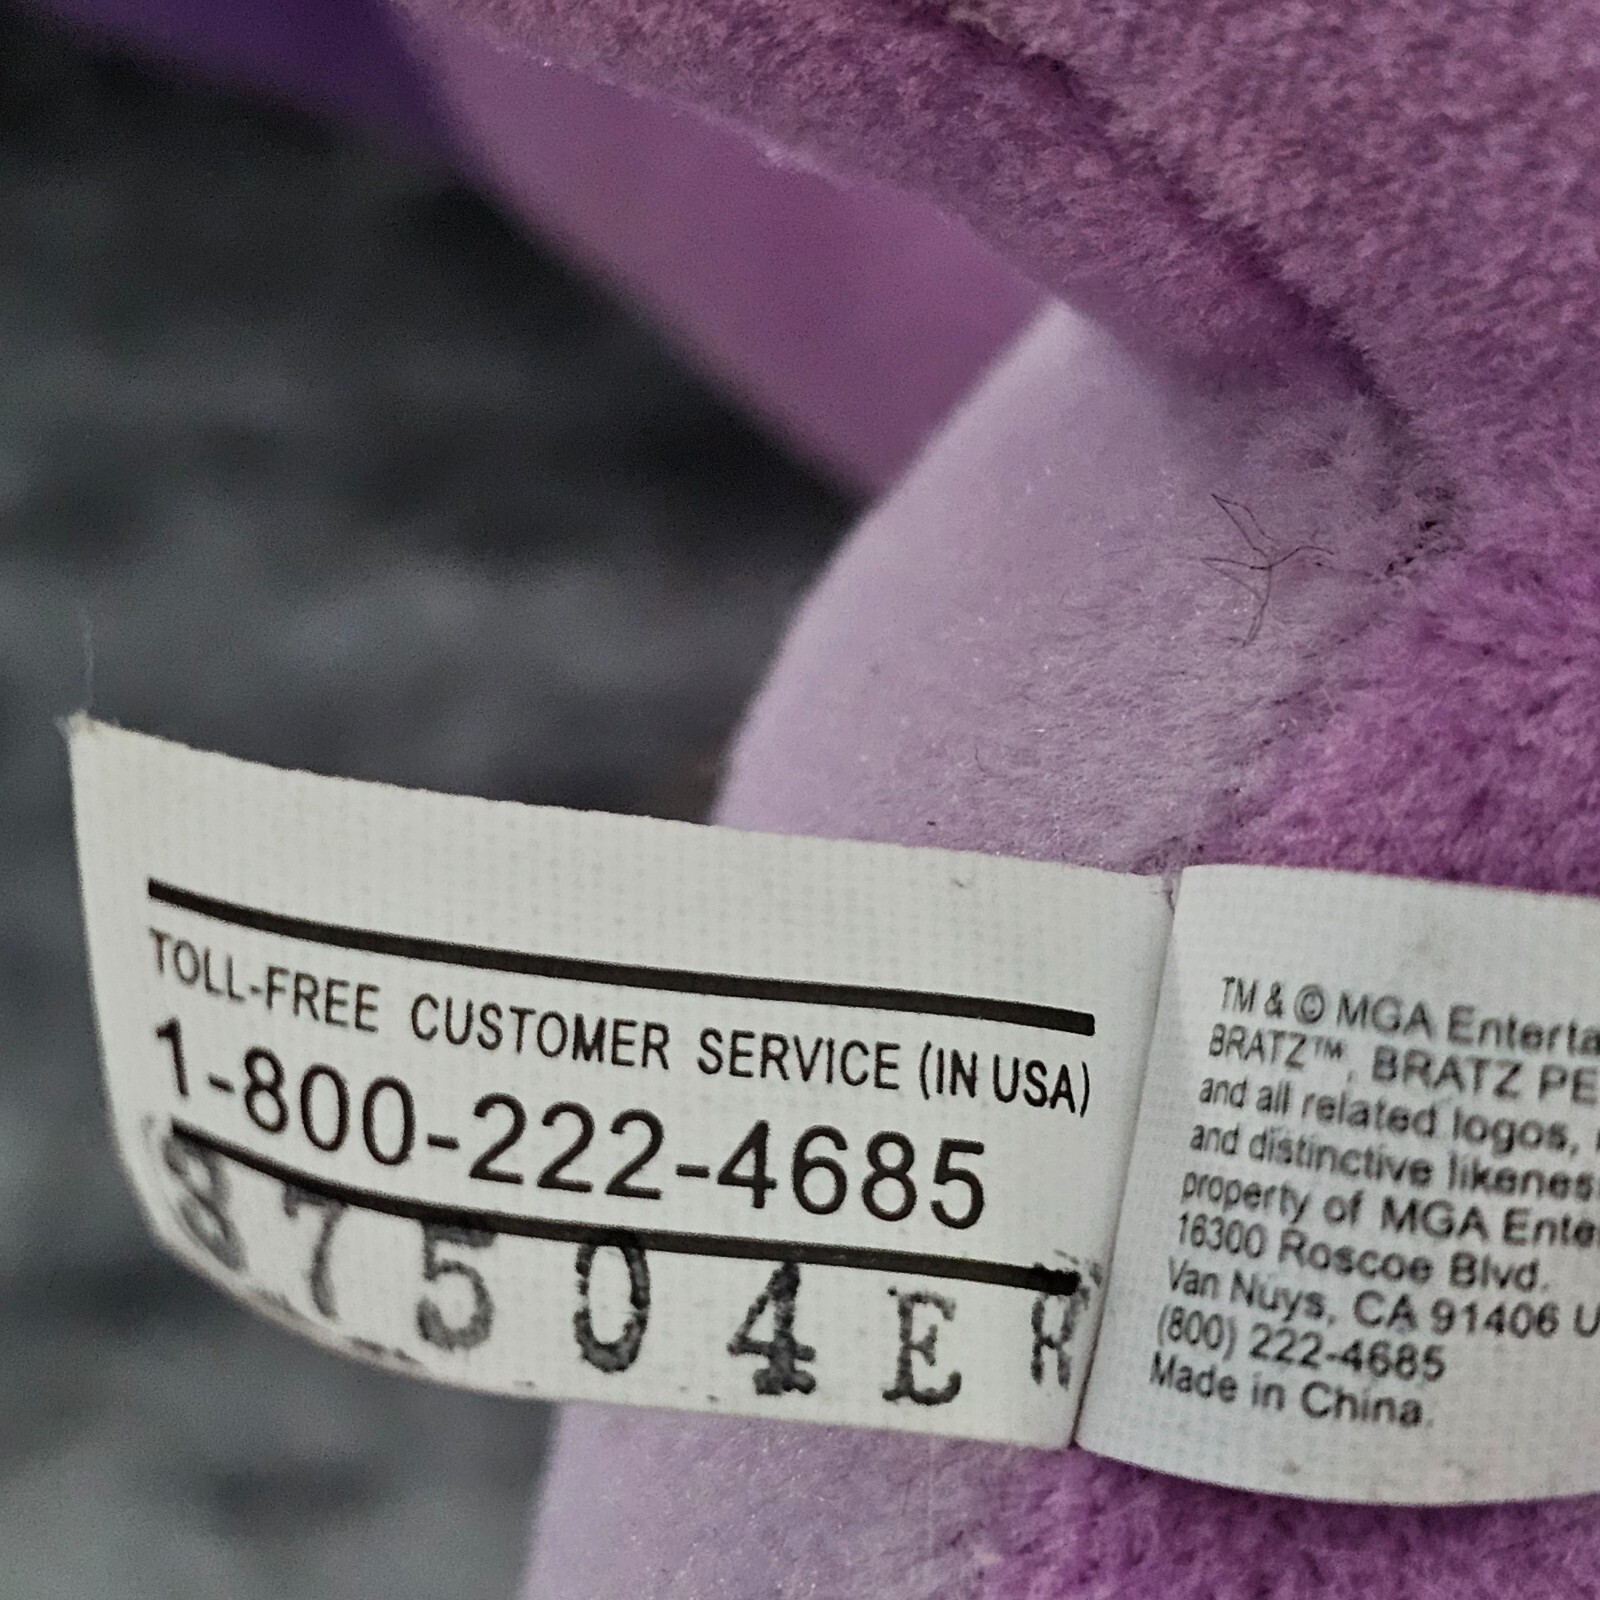 TOLL-FREE CUSTOMER SERVICE (IN USA)
1-800-222-4685
87504ER
TM & © MGA Enterta
BRATZ™, BRATZ PE
and all related logos,
and distinctive likenes
property of MGA Ente
16300 Roscoe Blvd.
Van Nuys, CA 91406 U
(800) 222-4685
Made in China.